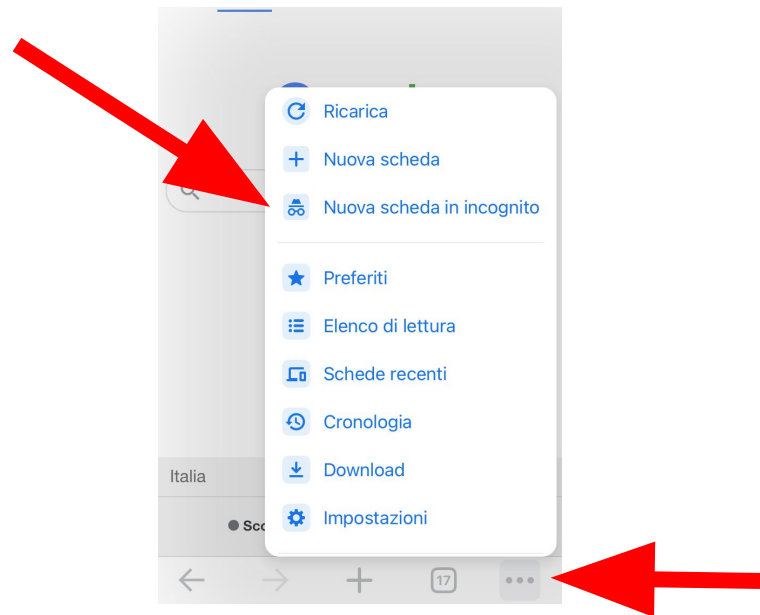 Ricarica
Nuova scheda
Nuova scheda in incognito
Preferiti
Elenco di lettura
Schede recenti
Cronologia
Download
Italia
Impostazioni
17